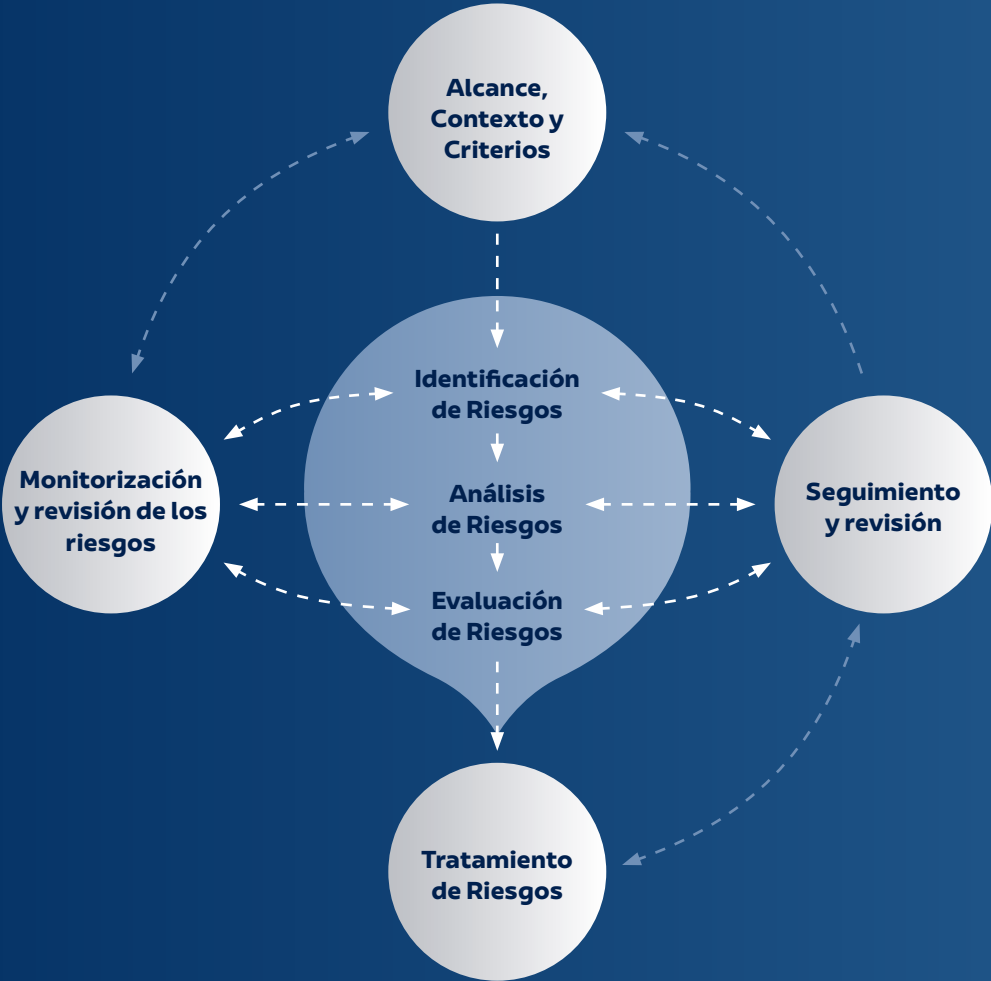 Alcance,
Contexto y
Criterios
Identificación
de Riesgos
Monitorización
y revisión de los
riesgos
Análisis
de Riesgos
Seguimiento
y revisión
Evaluación
de Riesgos
Tratamiento
de Riesgos